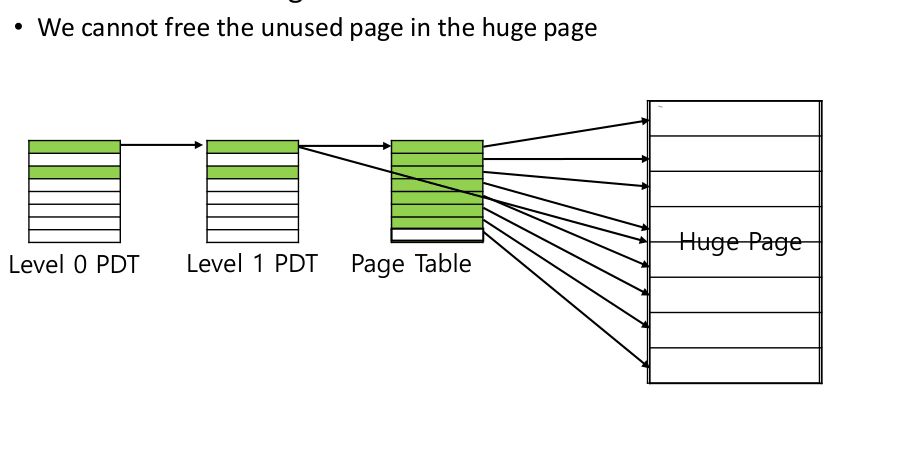 • We cannot free the unused page in the huge page
Huge Page
Level 0 PDT
Level 1 PDT
Page Table